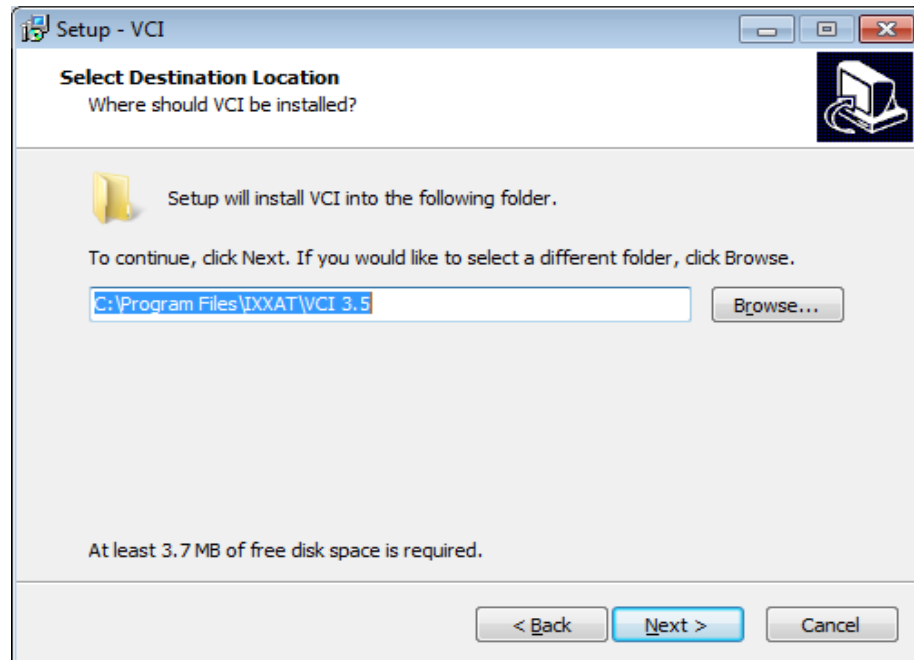 Setup - VCI
Select Destination Location
Where should VCI be installed?
Setup will install VCI into the following folder.
To continue, click Next. If you would like to select a different folder, click Browse.
C:\Program Files\IXXAT\VCI 3.5
Browse...
At least 3.7 MB of free disk space is required.
< Back
Next >
Cancel